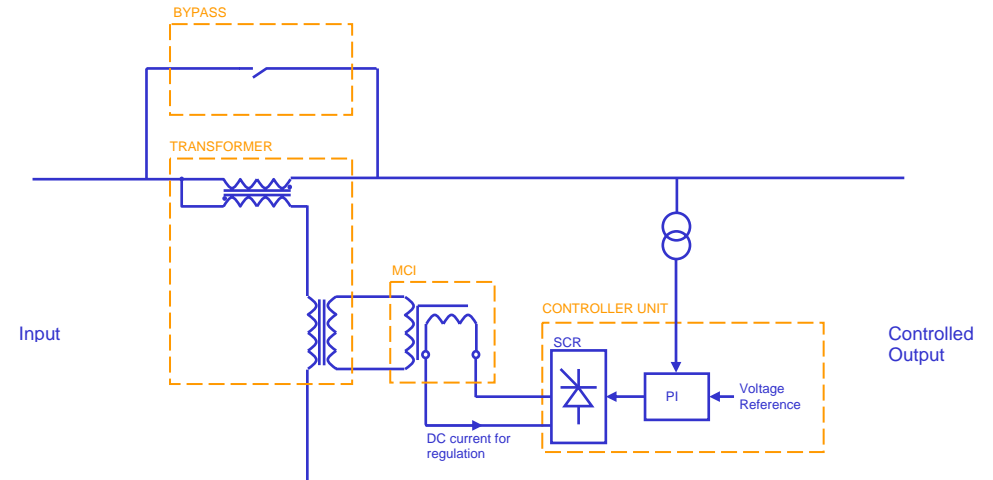 BYPASS
TRANSFORMER
MCI
CONTROLLER UNIT
Input
SCR
Controlled
Output
PI
Voltage
Reference
DC current for
regulation